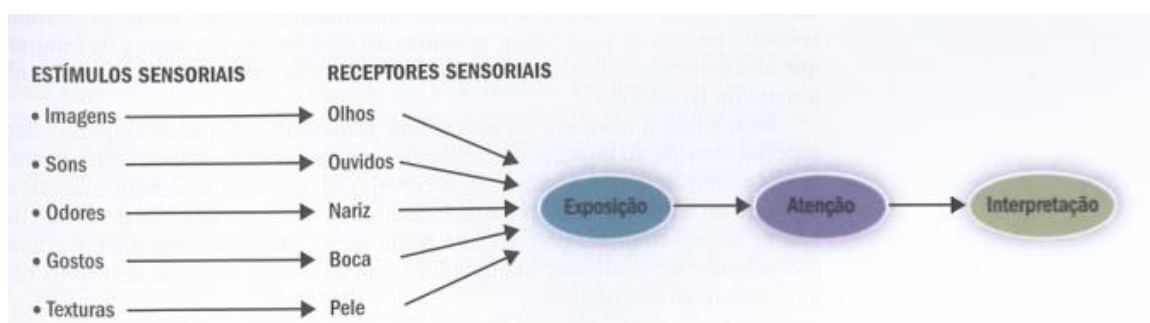 ESTÍMULOS SENSORIAIS RECEPTORES SENSORIAIS
• Imagens Olhos
• Sons Ouvidos
• Odores Nariz
• Gostos Boca
• Texturas Pele
Exposição Atenção Interpretação